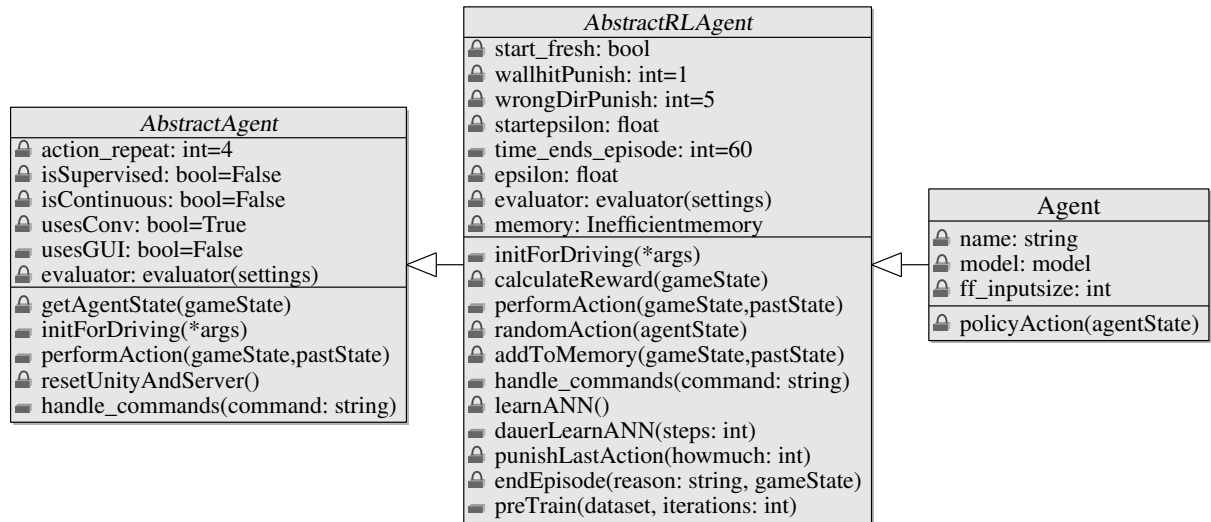 AbstractAgent
action_repeat: int=4
isSupervised: bool=False
isContinuous: bool=False
usesConv: bool=True
usesGUI: bool=False
evaluator: evaluator(settings)
getAgentState(gameState)
initForDriving(*args)
performAction(gameState,pastState)
resetUnityAndServer()
handle_commands(command: string)
AbstractRLAgent
start_fresh: bool
wallhitPunish: int=1
wrongDirPunish: int=5
startepsilon: float
time_ends_episode: int=60
epsilon: float
evaluator: evaluator(settings)
memory: Inefficientmemory
initForDriving(*args)
calculateReward(gameState)
performAction(gameState,pastState)
randomAction(agentState)
addToMemory(gameState,pastState)
handle_commands(command: string)
learnANN()
dauerLearnANN(steps: int)
punishLastAction(howmuch: int)
endEpisode(reason: string, gameState)
preTrain(dataset, iterations: int)
Agent
name: string
model: model
ff_inputsize: int
policyAction(agentState)